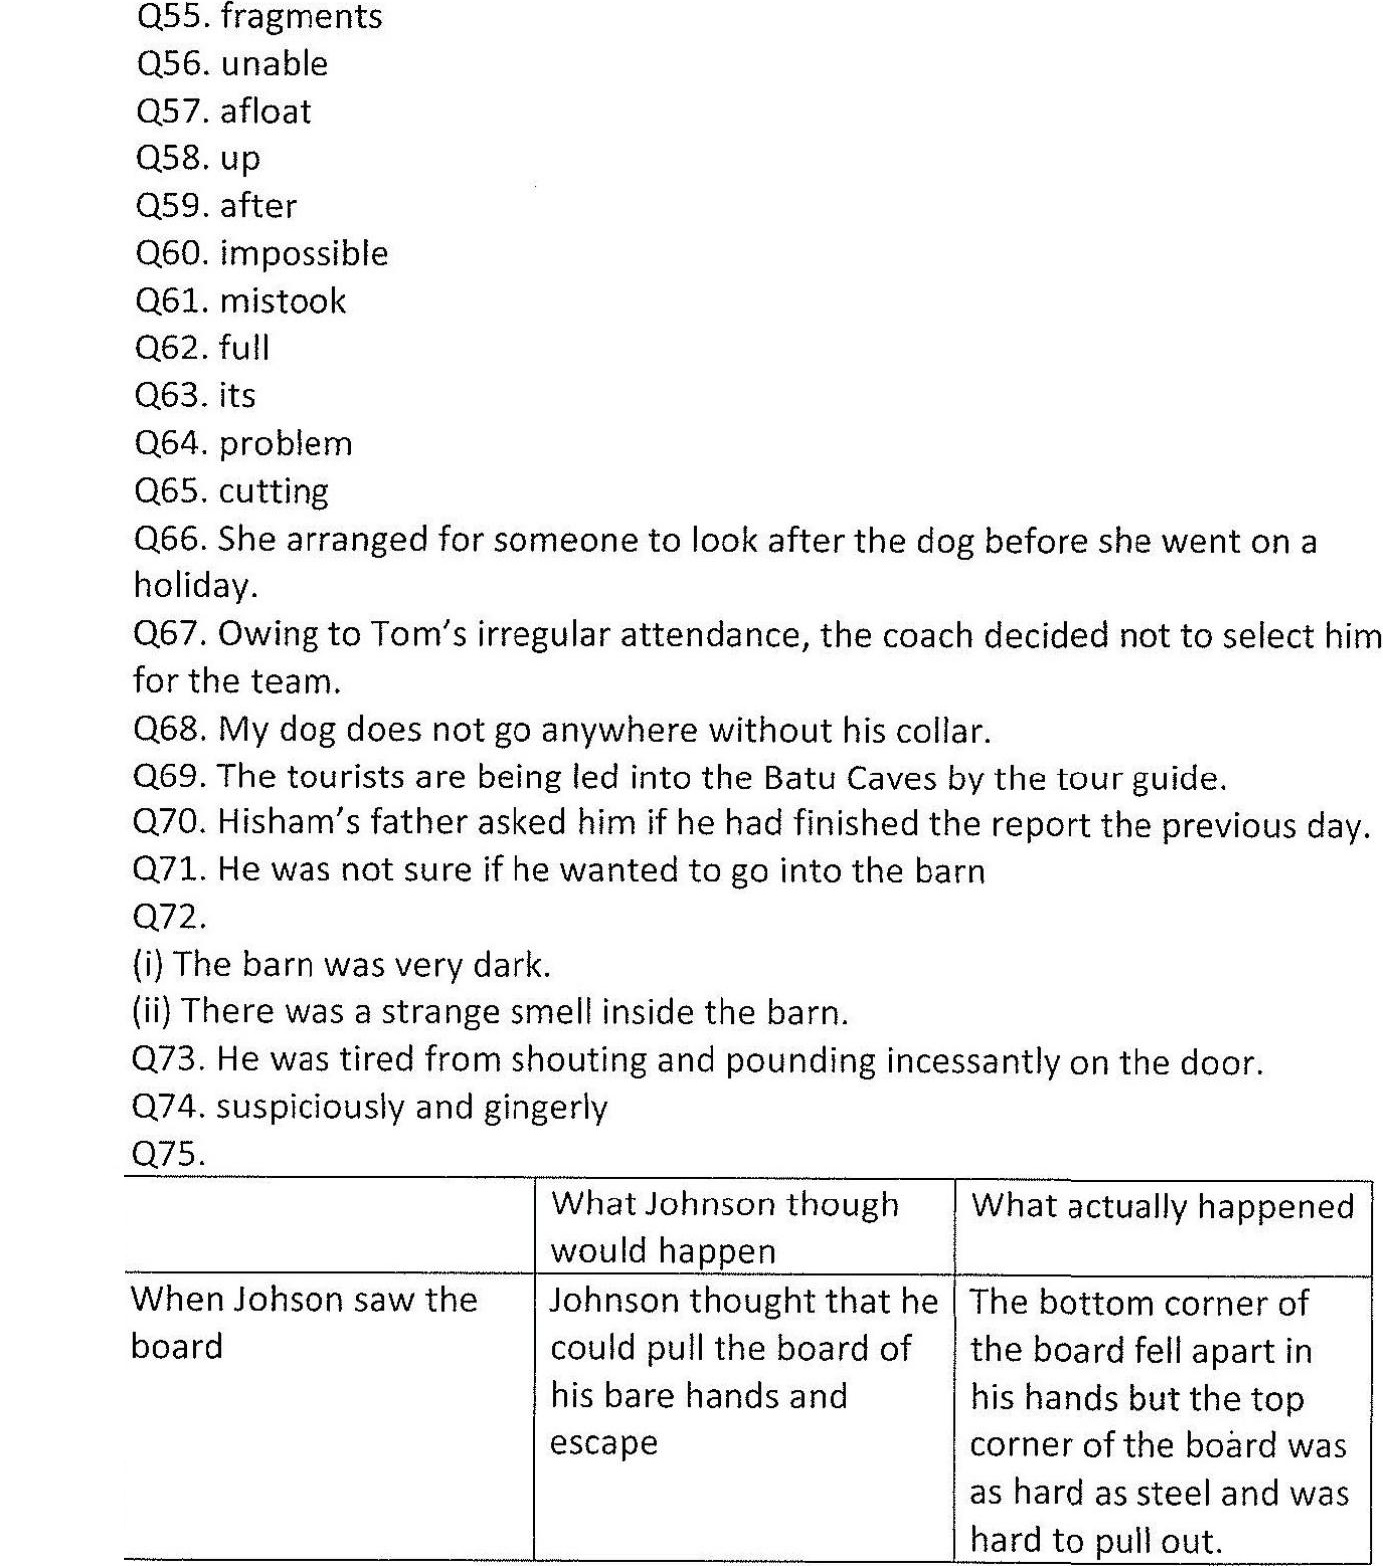 Q55. fragments
Q56. unable
Q57. afloat
Q58. up
Q59. after
Q60. impossible
Q61. mistook
Q62. full
Q63. its
Q64. problem
Q65. cutting
Q66. She arranged for someone to look after the dog before she went on a
holiday.
Q67. Owing to Tom's irregular attendance, the coach decided not to select him
for the team.
Q68. My dog does not go anywhere without his collar.
Q69. The tourists are being led into the Batu Caves by the tour guide.
Q70. Hisham's father asked him if he had finished the report the previous day.
Q71. He was not sure if he wanted to go into the barn
Q72.
(i) The barn was very dark.
(ii) There was a strange smell inside the barn.
Q73. He was tired from shouting and pounding incessantly on the door.
Q74. suspiciously and gingerly
Q75.
What Johnson though
would happen
What actually happened
When Johson saw the
board
Johnson thought that he
could pull the board of
his bare hands and
escape
The bottom corner of
the board fell apart in
his hands but the top
corner of the board was
as hard as steel and was
hard to pull out.